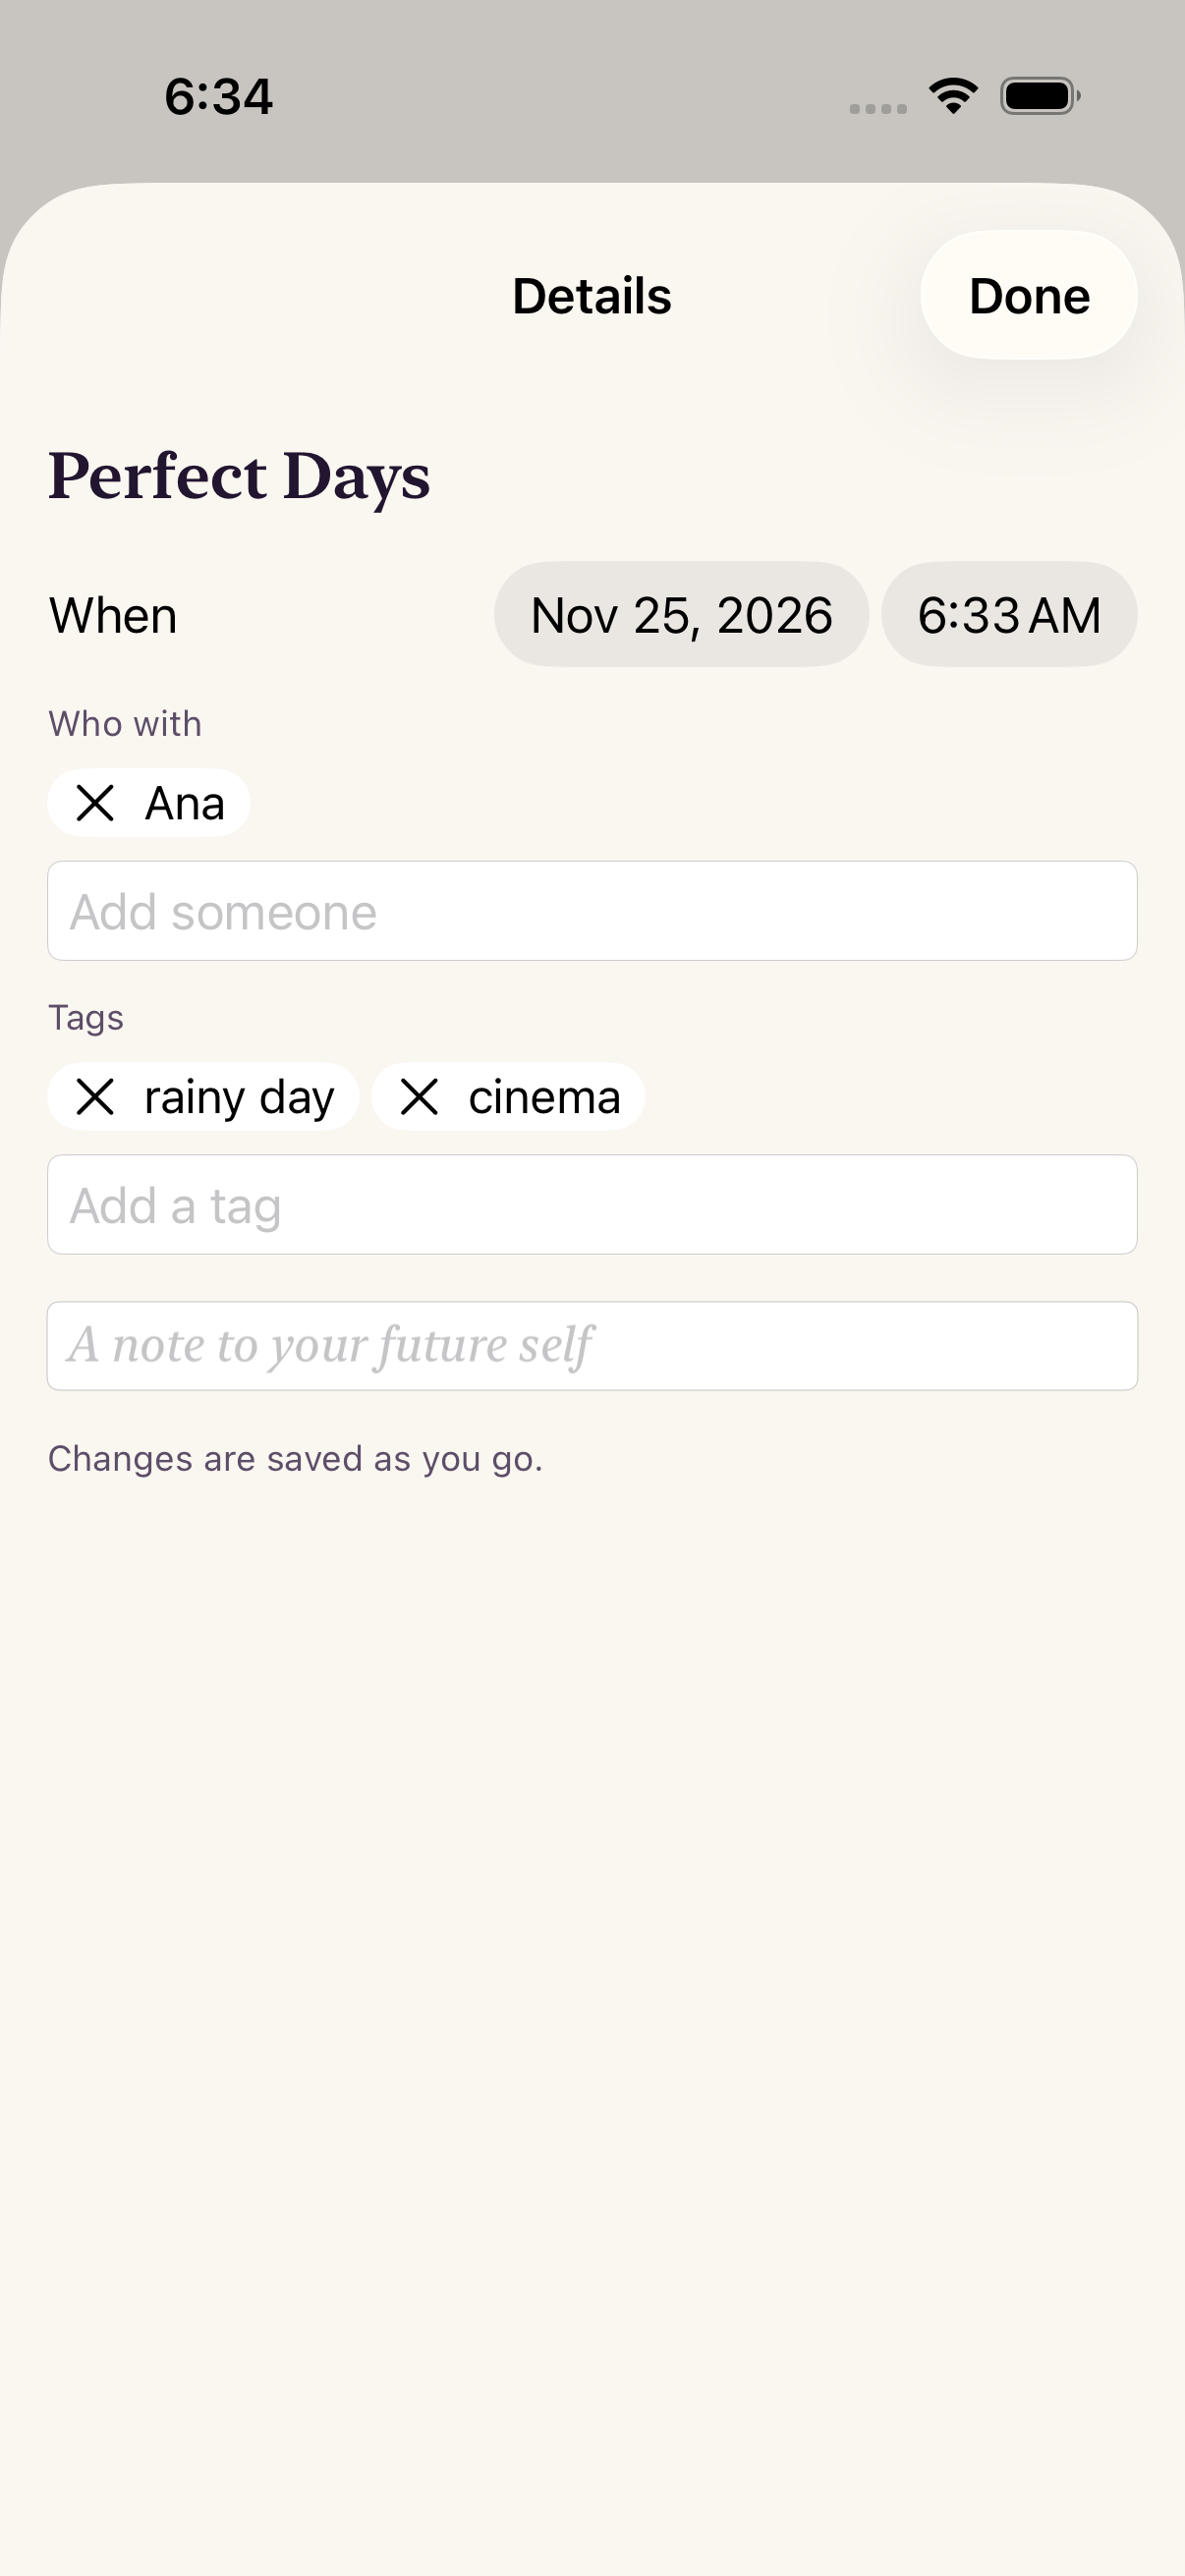 6:34
Details
Done
Perfect Days
When
Nov 25, 2026
6:33 AM
Who with
Ana
Add someone
Tags
rainy day
cinema
Add a tag
A note to your future self
Changes are saved as you go.